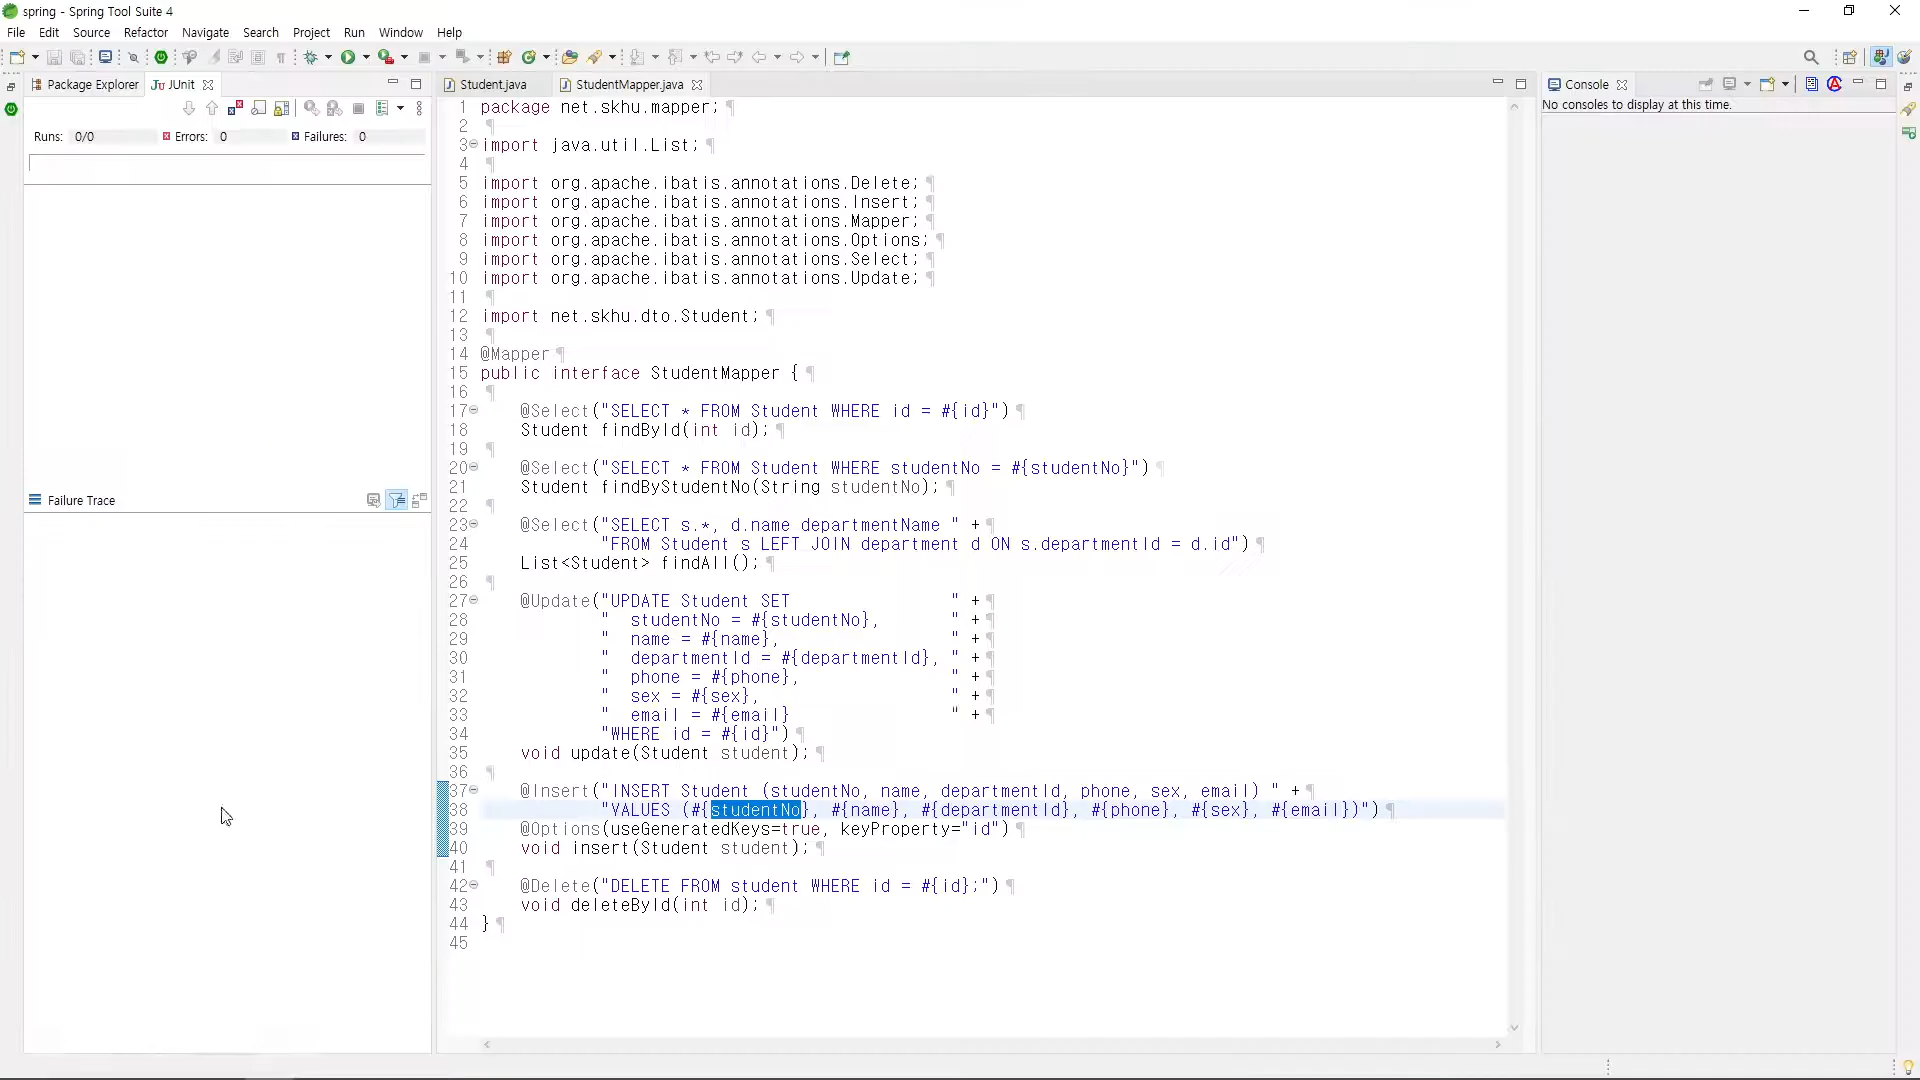 spring - Spring Tool Suite 4
File Edit Source Refactor Navigate Search Project Run Window Help
Package Explorer JUnit
Runs: 0/0 Errors: 0 Failures: 0
Failure Trace
Student.java StudentMapper.java
1 package net.skhu.mapper;
2
3 import java.util.List;
4
5 import org.apache.ibatis.annotations.Delete;
6 import org.apache.ibatis.annotations.Insert;
7 import org.apache.ibatis.annotations.Mapper;
8 import org.apache.ibatis.annotations.Options;
9 import org.apache.ibatis.annotations.Select;
10 import org.apache.ibatis.annotations.Update;
11
12 import net.skhu.dto.Student;
13
14 @Mapper
15 public interface StudentMapper {
16
17 @Select("SELECT * FROM Student WHERE id = #{id}")
18 Student findById(int id);
19
20 @Select("SELECT * FROM Student WHERE studentNo = #{studentNo}")
21 Student findByStudentNo(String studentNo);
22
23 @Select("SELECT s.*, d.name departmentName " +
24 "FROM Student s LEFT JOIN department d ON s.departmentId = d.id")
25 List<Student> findAll();
26
27 @Update("UPDATE Student SET " +
28 " studentNo = #{studentNo}, " +
29 " name = #{name}, " +
30 " departmentId = #{departmentId}, " +
31 " phone = #{phone}, " +
32 " sex = #{sex}, " +
33 " email = #{email} " +
34 "WHERE id = #{id}")
35 void update(Student student);
36
37 @Insert("INSERT Student (studentNo, name, departmentId, phone, sex, email) " +
38 "VALUES (#{studentNo}, #{name}, #{departmentId}, #{phone}, #{sex}, #{email})")
39 @Options(useGeneratedKeys=true, keyProperty="id")
40 void insert(Student student);
41
42 @Delete("DELETE FROM student WHERE id = #{id};")
43 void deleteById(int id);
44 }
45
Console
No consoles to display at this time.